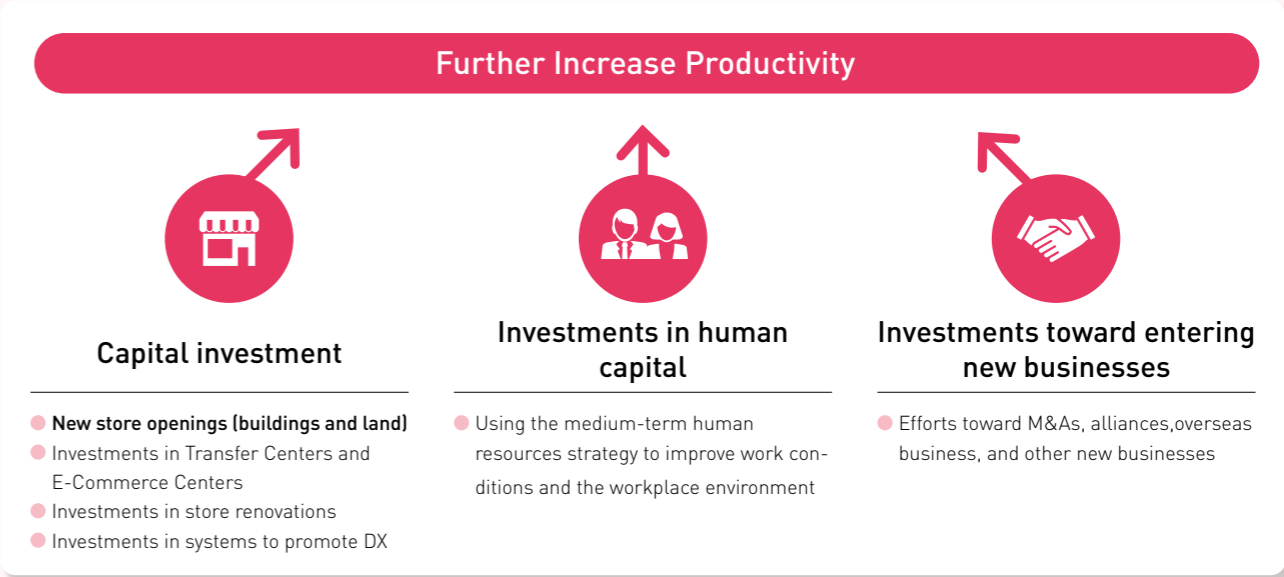 Further Increase Productivity
Capital investment
New store openings (buildings and land)
Investments in Transfer Centers and
E-Commerce Centers
Investments in store renovations
Investments in systems to promote DX
Investments in human
capital
Using the medium-term human
resources strategy to improve work con-
ditions and the workplace environment
Investments toward entering
new businesses
Efforts toward M&As, alliances,overseas
business, and other new businesses